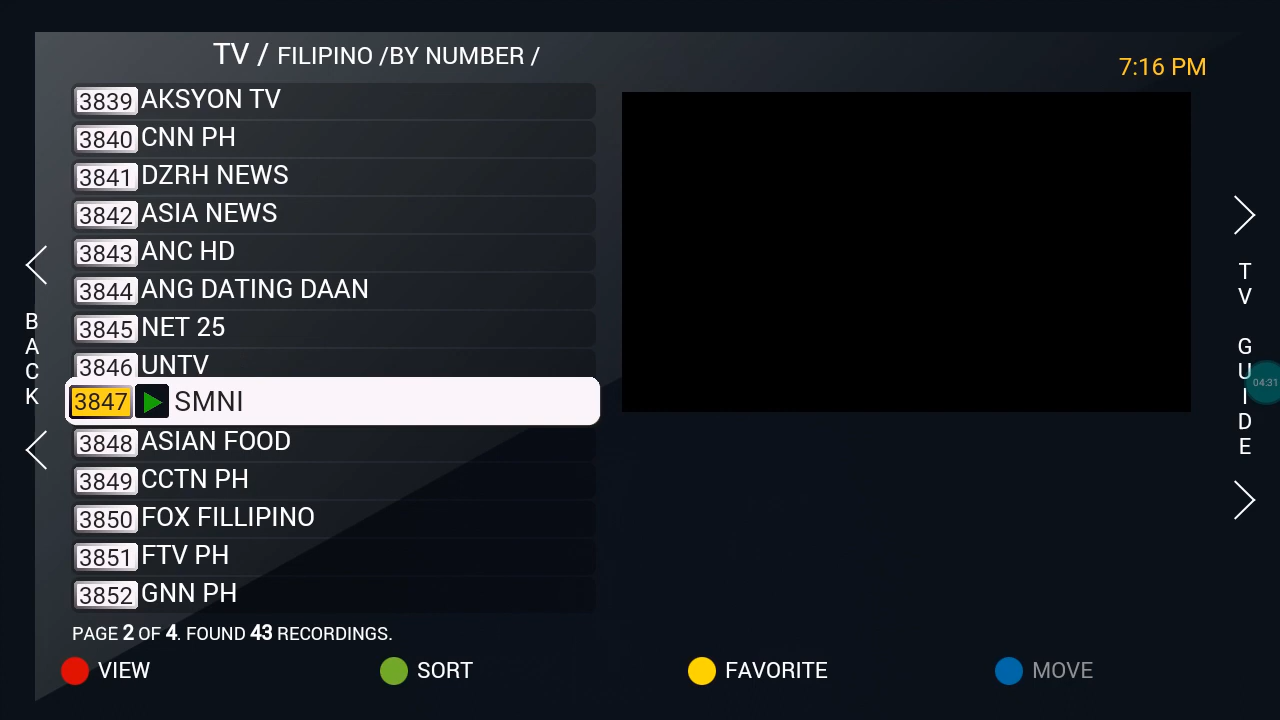 TV / FILIPINO /BY NUMBER /
7:16 PM
3839 AKSYON TV
3840 CNN PH
3841 DZRH NEWS
3842 ASIA NEWS
3843 ANC HD
3844 ANG DATING DAAN
3845 NET 25
3846 UNTV
3847 SMNI
3848 ASIAN FOOD
3849 CCTN PH
3850 FOX FILLIPINO
3851 FTV PH
3852 GNN PH
BACK
TV GUIDE
04:31
PAGE 2 OF 4. FOUND 43 RECORDINGS.
VIEW SORT FAVORITE MOVE